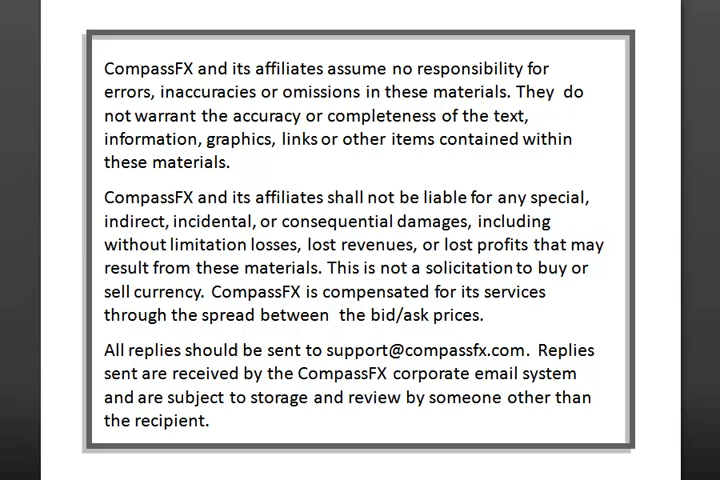 CompassFX and its affiliates assume no responsibility for
errors, inaccuracies or omissions in these materials. They  do
not warrant the accuracy or completeness of the text,
information, graphics, links or other items contained within
these materials.
CompassFX and its affiliates shall not be liable for any special,
indirect, incidental, or consequential damages, including
without limitation losses, lost revenues, or lost profits that may
result from these materials. This is not a solicitation to buy or
sell currency.  CompassFX is compensated for its services
through the spread between  the bid/ask prices.
All replies should be sent to support@compassfx.com.  Replies
sent are received by the CompassFX corporate email system
and are subject to storage and review by someone other than
the recipient.